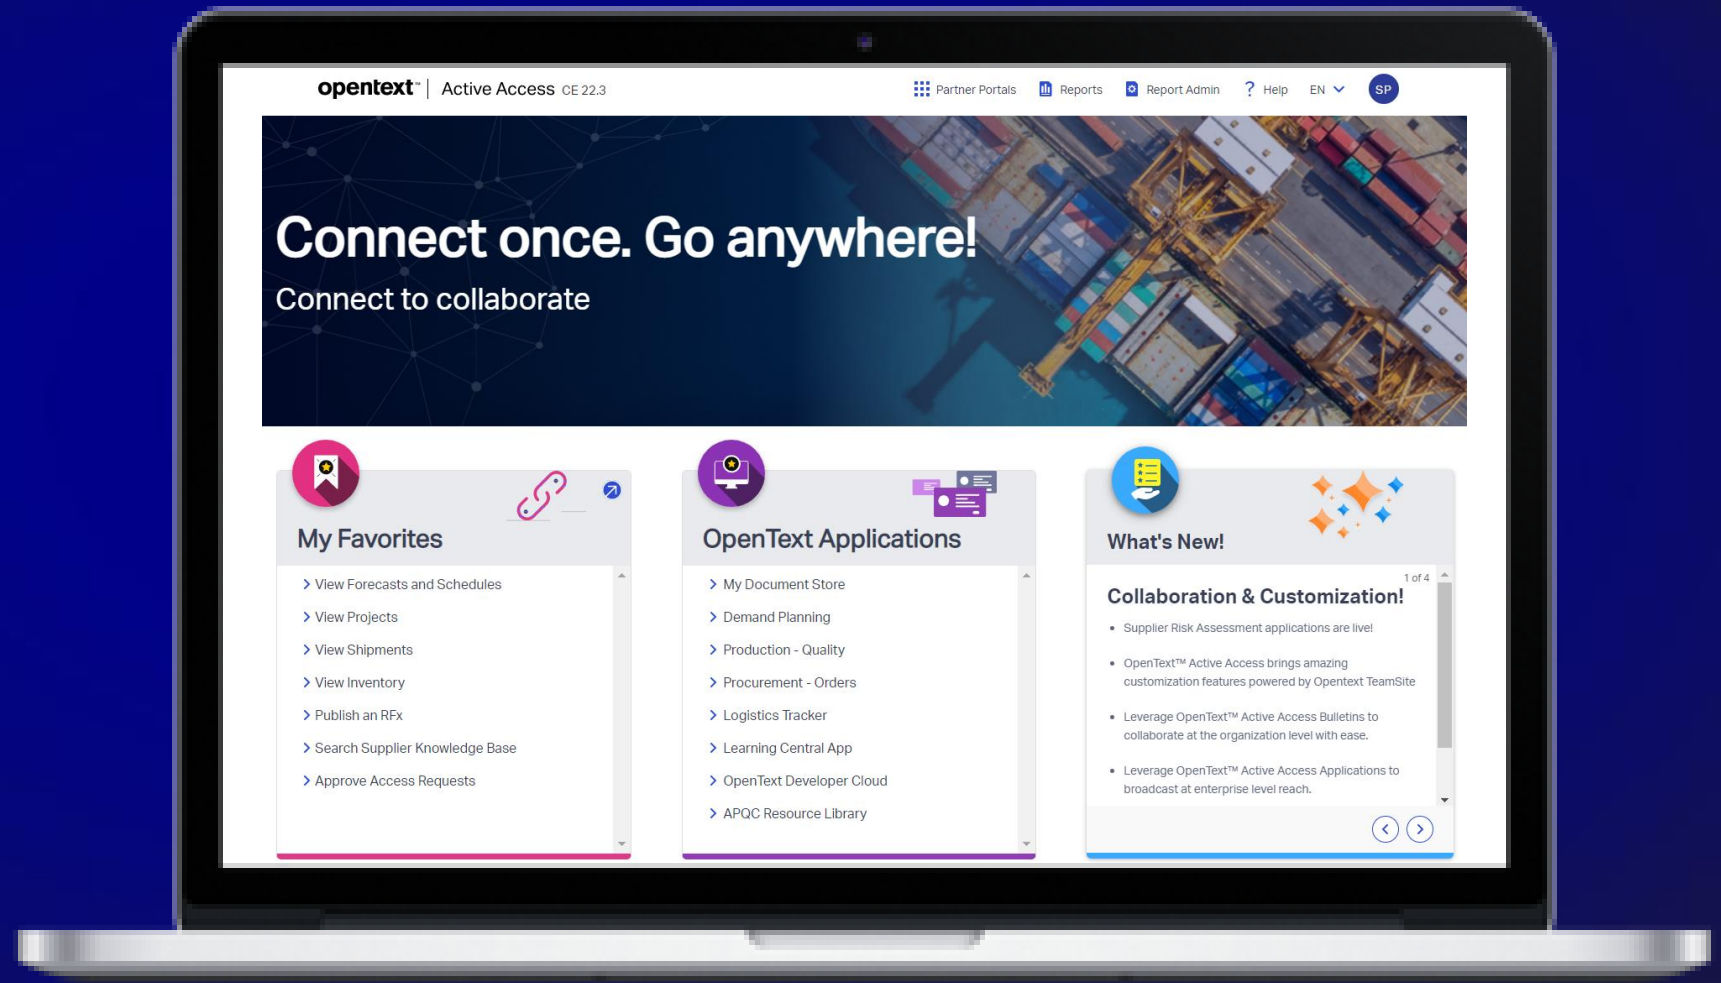 opentext™ | Active Access CE 22.3
Partner Portals
Reports
Report Admin
? Help
EN
SP
Connect once. Go anywhere!
Connect to collaborate
My Favorites
View Forecasts and Schedules
View Projects
View Shipments
View Inventory
Publish an RFx
Search Supplier Knowledge Base
Approve Access Requests
OpenText Applications
My Document Store
Demand Planning
Production - Quality
Procurement - Orders
Logistics Tracker
Learning Central App
OpenText Developer Cloud
APQC Resource Library
What's New!
1 of 4
Collaboration & Customization!
• Supplier Risk Assessment applications are live!
• OpenText™ Active Access brings amazing
customization features powered by Opentext TeamSite
• Leverage OpenText™ Active Access Bulletins to
collaborate at the organization level with ease.
• Leverage OpenText™ Active Access Applications to
broadcast at enterprise level reach.